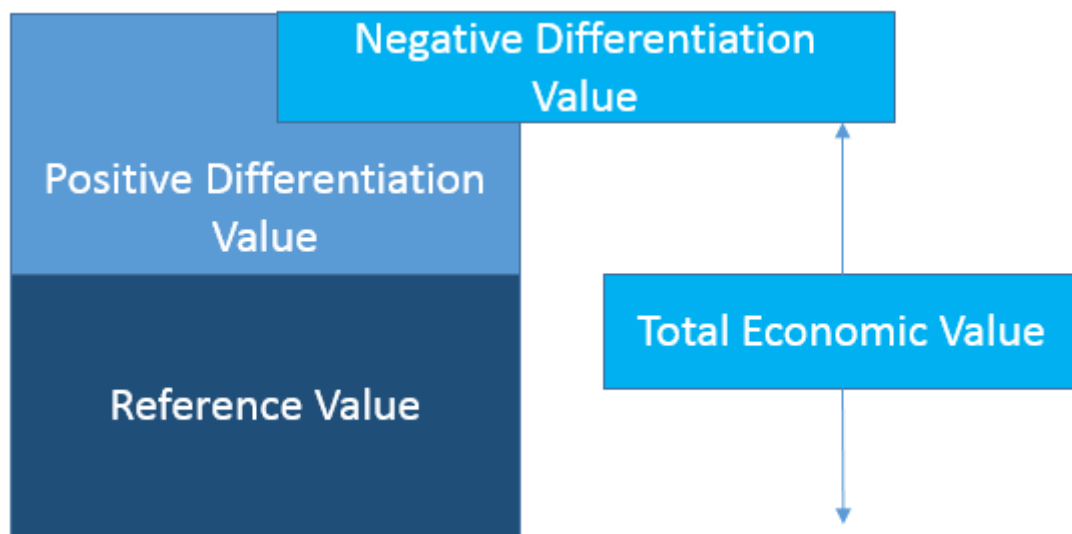 Negative Differentiation
Value
Positive Differentiation
Value
Total Economic Value
Reference Value